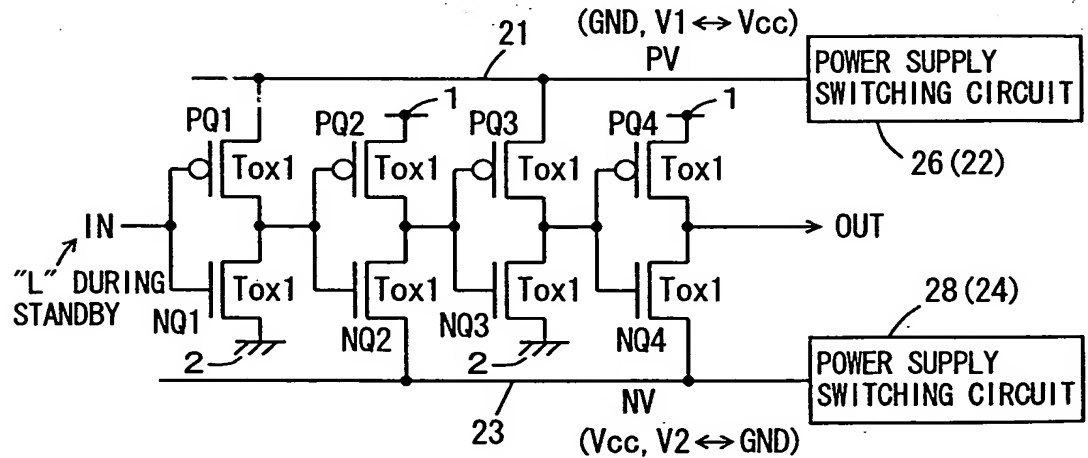 (GND, V1 ↔ Vcc)
21
PV
POWER SUPPLY
SWITCHING CIRCUIT
26 (22)
1
1
PQ1
PQ2
PQ3
PQ4
Tox1
Tox1
Tox1
Tox1
IN
OUT
"L" DURING
STANDBY
Tox1
Tox1
Tox1
Tox1
NQ1
NQ2
NQ3
NQ4
2
2
28 (24)
POWER SUPPLY
SWITCHING CIRCUIT
23
NV
(Vcc, V2 ↔ GND)